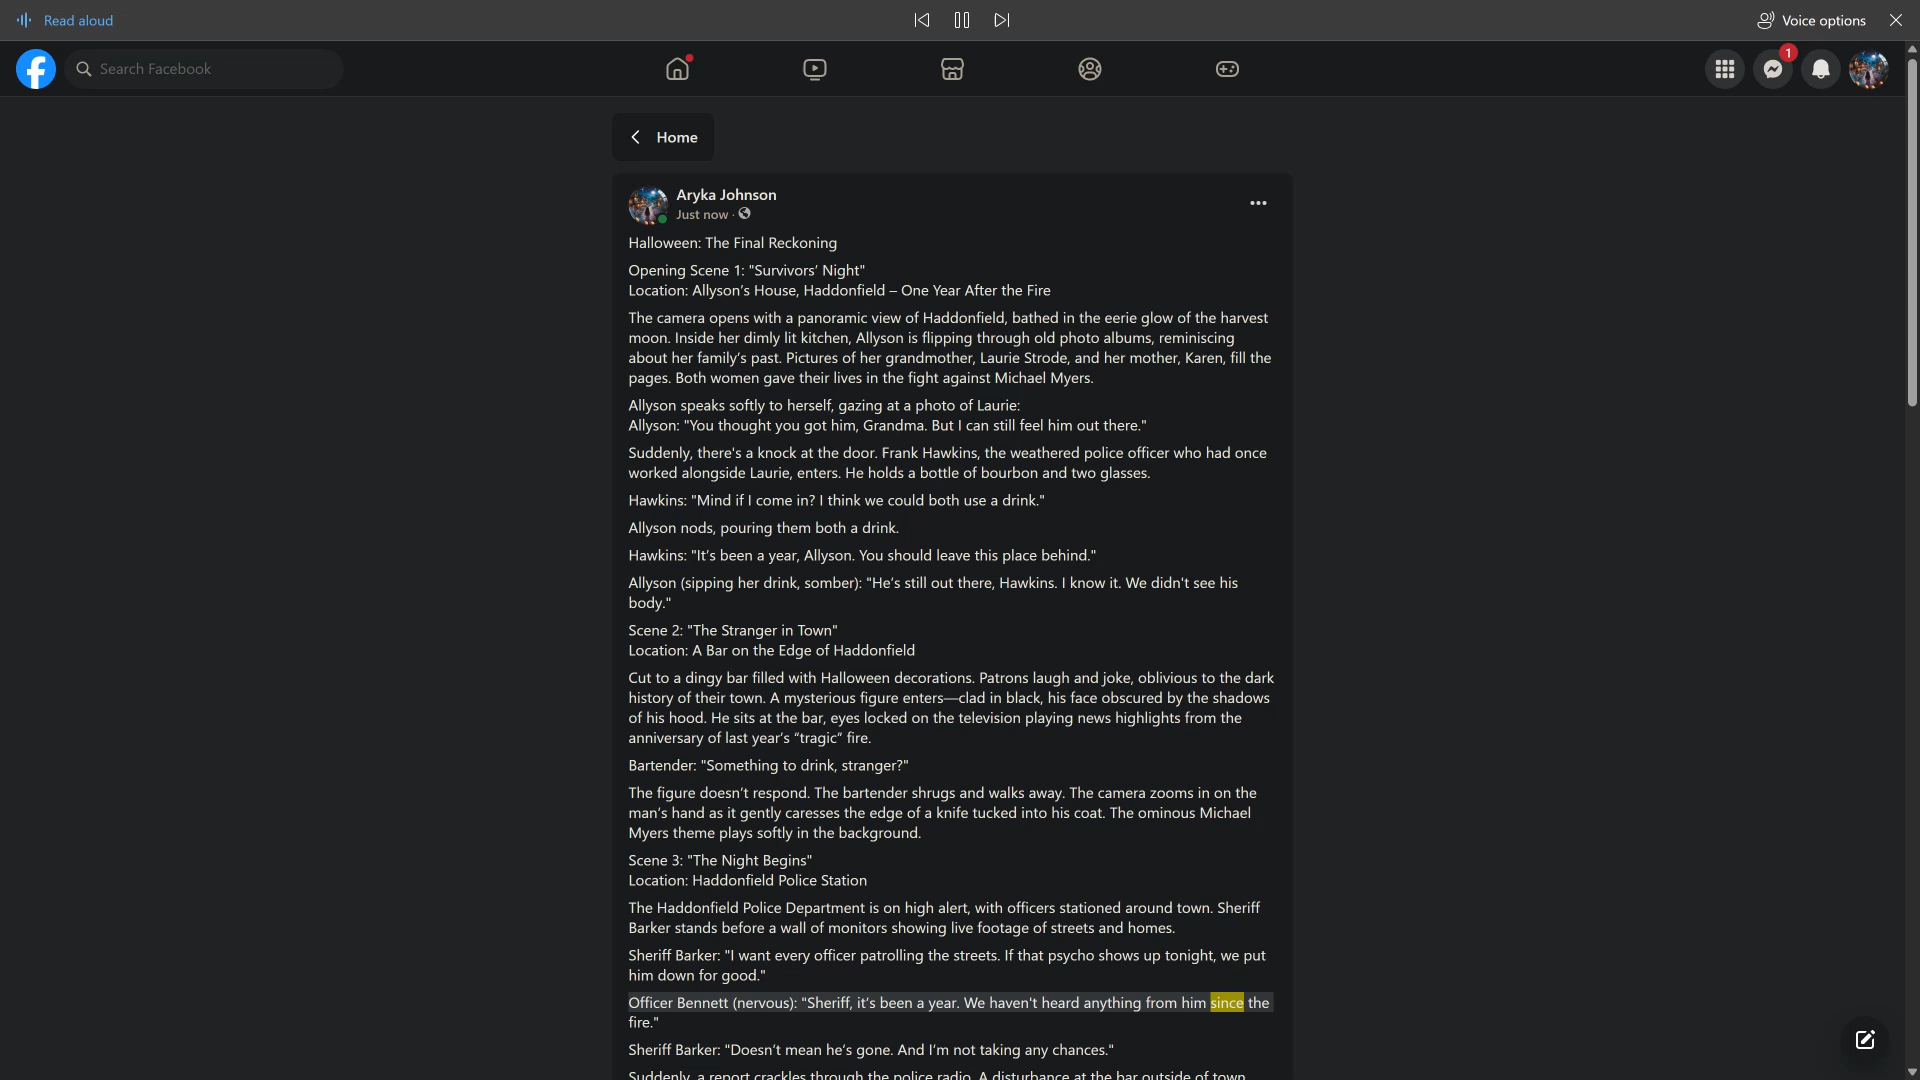 Read aloud
Voice options
Search Facebook
1
Home
Aryka Johnson
Just now ·
Halloween: The Final Reckoning
Opening Scene 1: "Survivors’ Night"
Location: Allyson’s House, Haddonfield – One Year After the Fire
The camera opens with a panoramic view of Haddonfield, bathed in the eerie glow of the harvest
moon. Inside her dimly lit kitchen, Allyson is flipping through old photo albums, reminiscing
about her family’s past. Pictures of her grandmother, Laurie Strode, and her mother, Karen, fill the
pages. Both women gave their lives in the fight against Michael Myers.
Allyson speaks softly to herself, gazing at a photo of Laurie:
Allyson: "You thought you got him, Grandma. But I can still feel him out there."
Suddenly, there's a knock at the door. Frank Hawkins, the weathered police officer who had once
worked alongside Laurie, enters. He holds a bottle of bourbon and two glasses.
Hawkins: "Mind if I come in? I think we could both use a drink."
Allyson nods, pouring them both a drink.
Hawkins: "It’s been a year, Allyson. You should leave this place behind."
Allyson (sipping her drink, somber): "He’s still out there, Hawkins. I know it. We didn't see his
body."
Scene 2: "The Stranger in Town"
Location: A Bar on the Edge of Haddonfield
Cut to a dingy bar filled with Halloween decorations. Patrons laugh and joke, oblivious to the dark
history of their town. A mysterious figure enters—clad in black, his face obscured by the shadows
of his hood. He sits at the bar, eyes locked on the television playing news highlights from the
anniversary of last year’s “tragic” fire.
Bartender: "Something to drink, stranger?"
The figure doesn’t respond. The bartender shrugs and walks away. The camera zooms in on the
man’s hand as it gently caresses the edge of a knife tucked into his coat. The ominous Michael
Myers theme plays softly in the background.
Scene 3: "The Night Begins"
Location: Haddonfield Police Station
The Haddonfield Police Department is on high alert, with officers stationed around town. Sheriff
Barker stands before a wall of monitors showing live footage of streets and homes.
Sheriff Barker: "I want every officer patrolling the streets. If that psycho shows up tonight, we put
him down for good."
Officer Bennett (nervous): "Sheriff, it’s been a year. We haven't heard anything from him since the
fire."
Sheriff Barker: "Doesn’t mean he’s gone. And I’m not taking any chances."
Suddenly, a report crackles through the police radio. A disturbance at the bar outside of town.